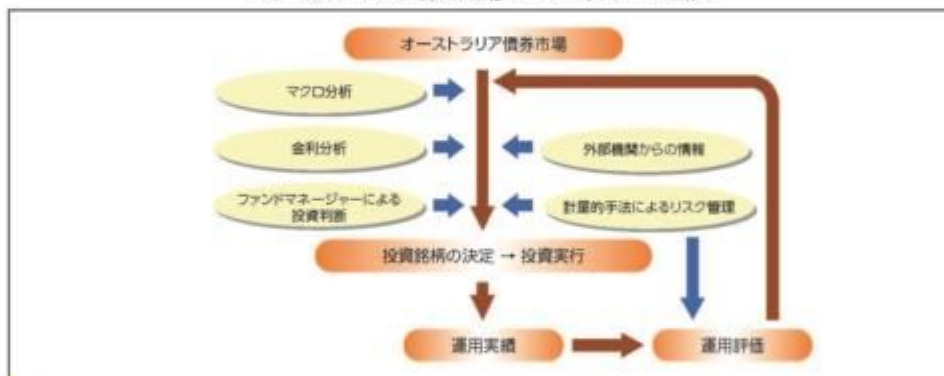 オーストラリア債券市場
マクロ分析
金利分析
外部機関からの情報
ファンドマネージャーによる
投資判断
計量的手法によるリスク管理
投資銘柄の決定 → 投資実行
運用実績
運用評価